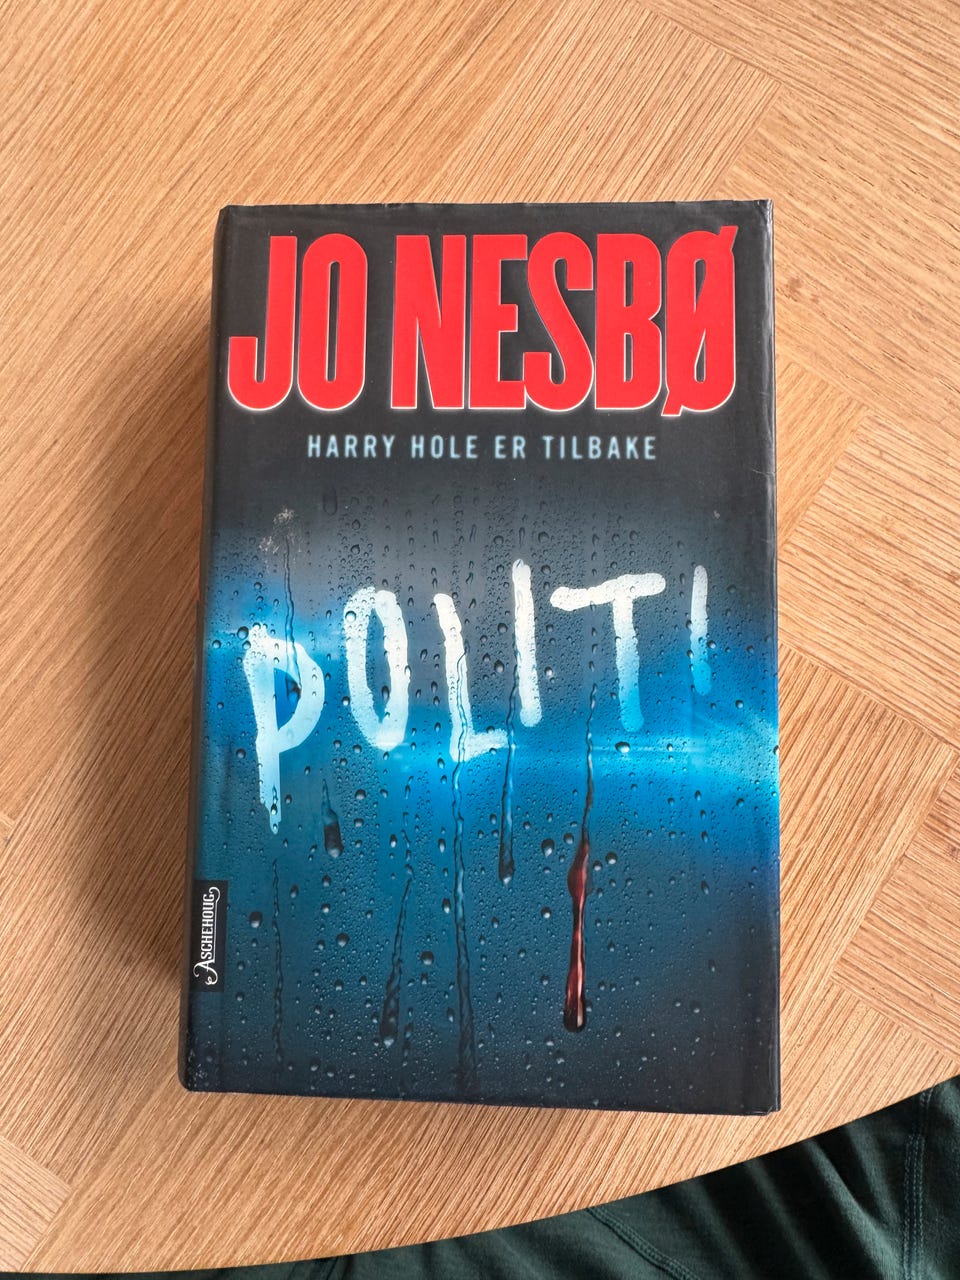 JO NESBØ
HARRY HOLE ER TILBAKE
POLITI
ASCHEHOUG